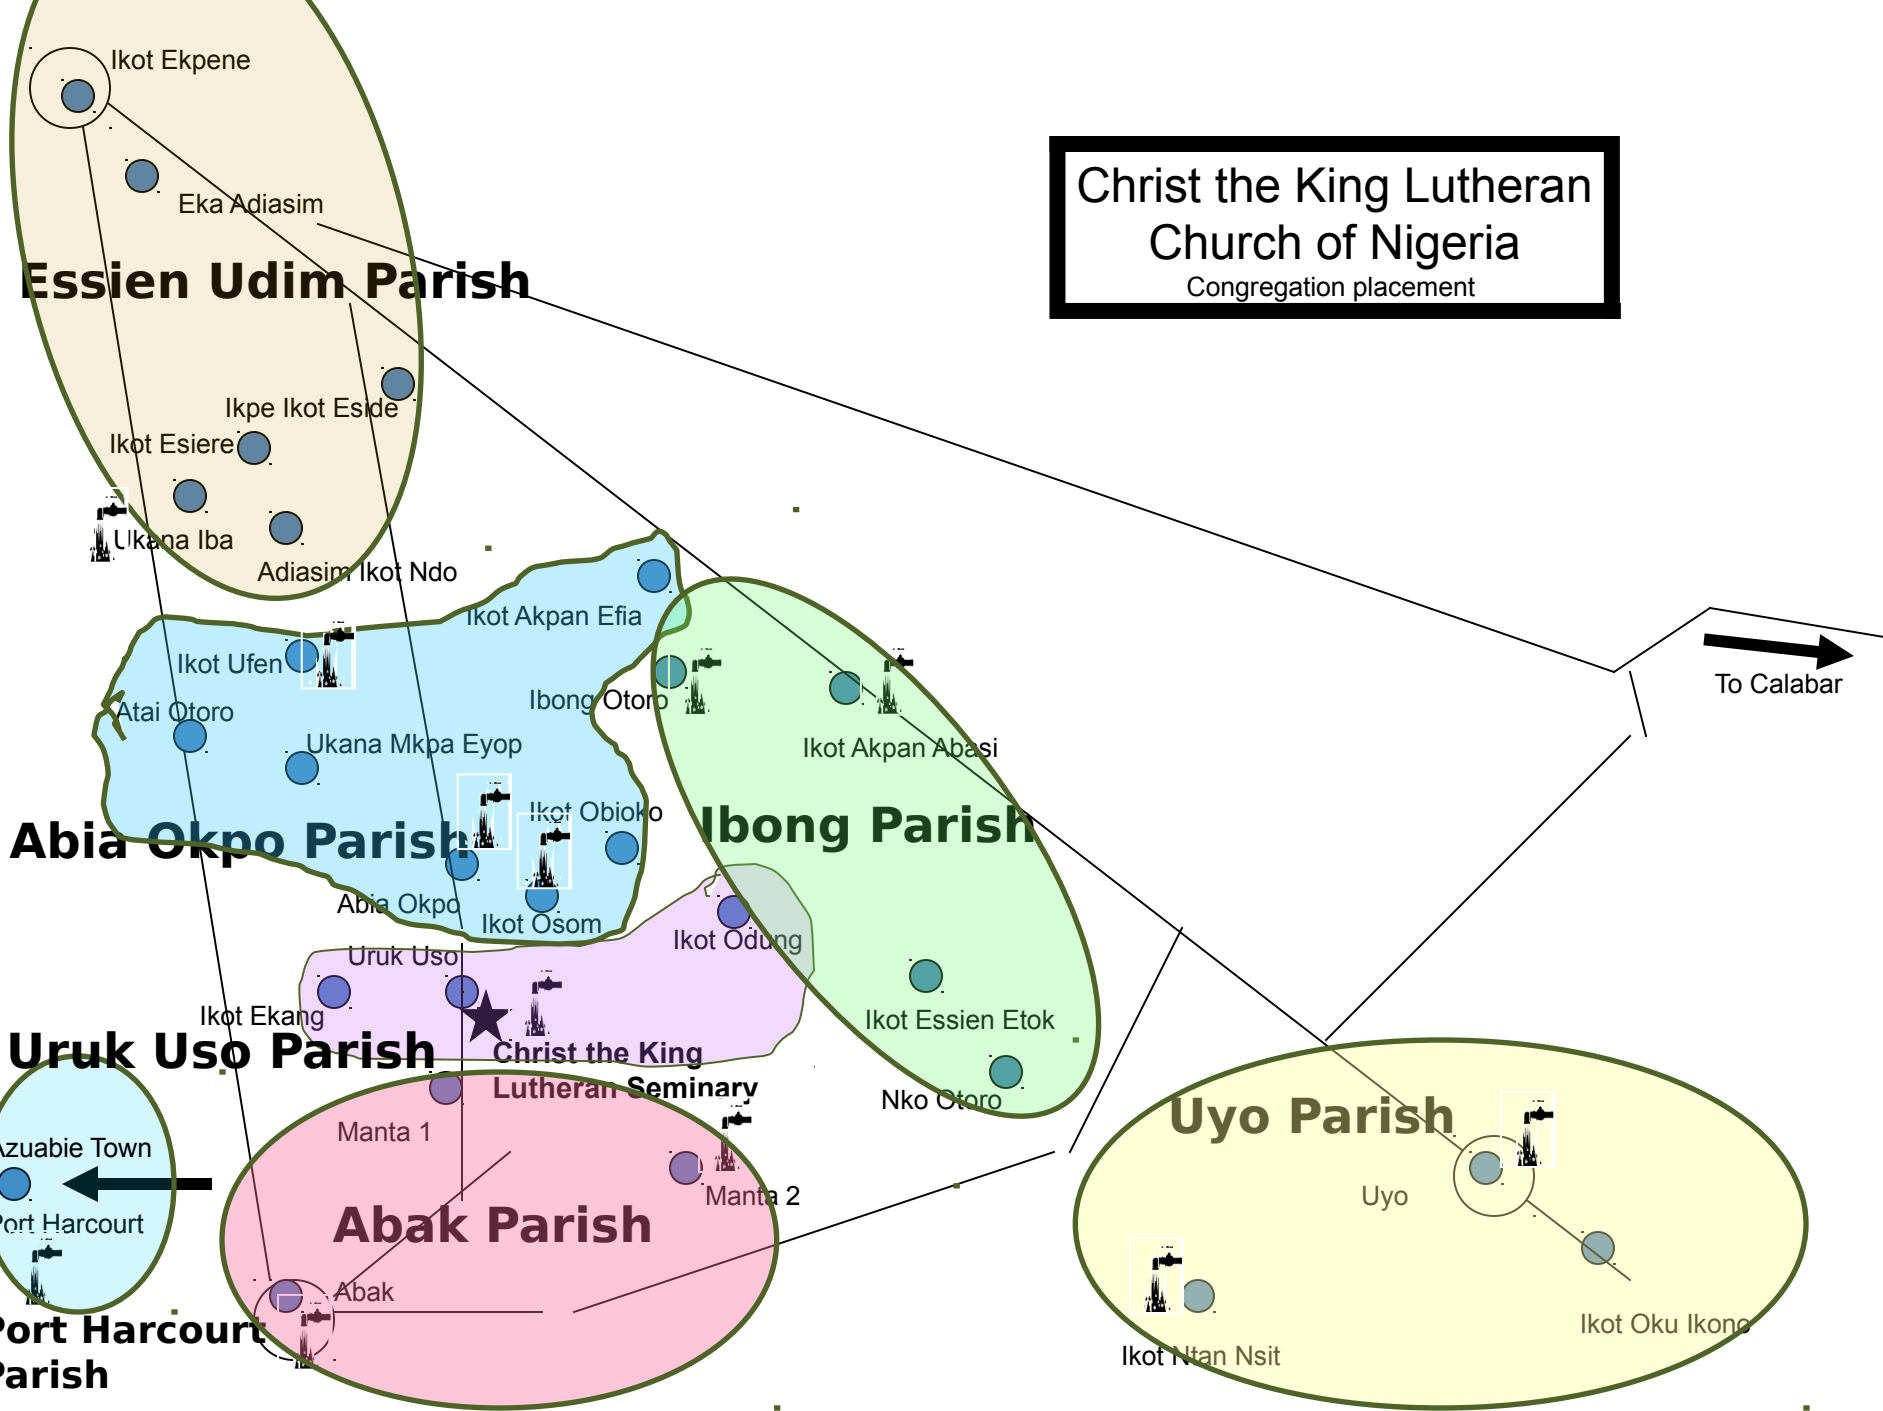 Ikot Ekpene
Christ the King Lutheran
Church of Nigeria
Congregation placement
Eka Adiasim
Essien Udim Parish
Ikpe Ikot Eside
Ikot Esiere
Ukana Iba
Adiasim Ikot Ndo
Ikot Akpan Efia
Ikot Ufen
To Calabar
Ibong Otoro
Atai Otoro
Ukana Mkpa Eyop
Ikot Akpan Abasi
Ikot Obioko
Ibong Parish
Abia Okpo Parish
Abia Okpo
Ikot Osom
Ikot Odung
Uruk Uso
Ikot Ekang
Ikot Essien Etok
Uruk Uso Parish
Christ the King
Lutheran Seminary
Nko Otoro
Uyo Parish
Manta 1
Azuabie Town
Manta 2
Uyo
Port Harcourt
Abak Parish
Abak
Ikot Oku Ikono
Port Harcourt
Parish
Ikot Ntan Nsit